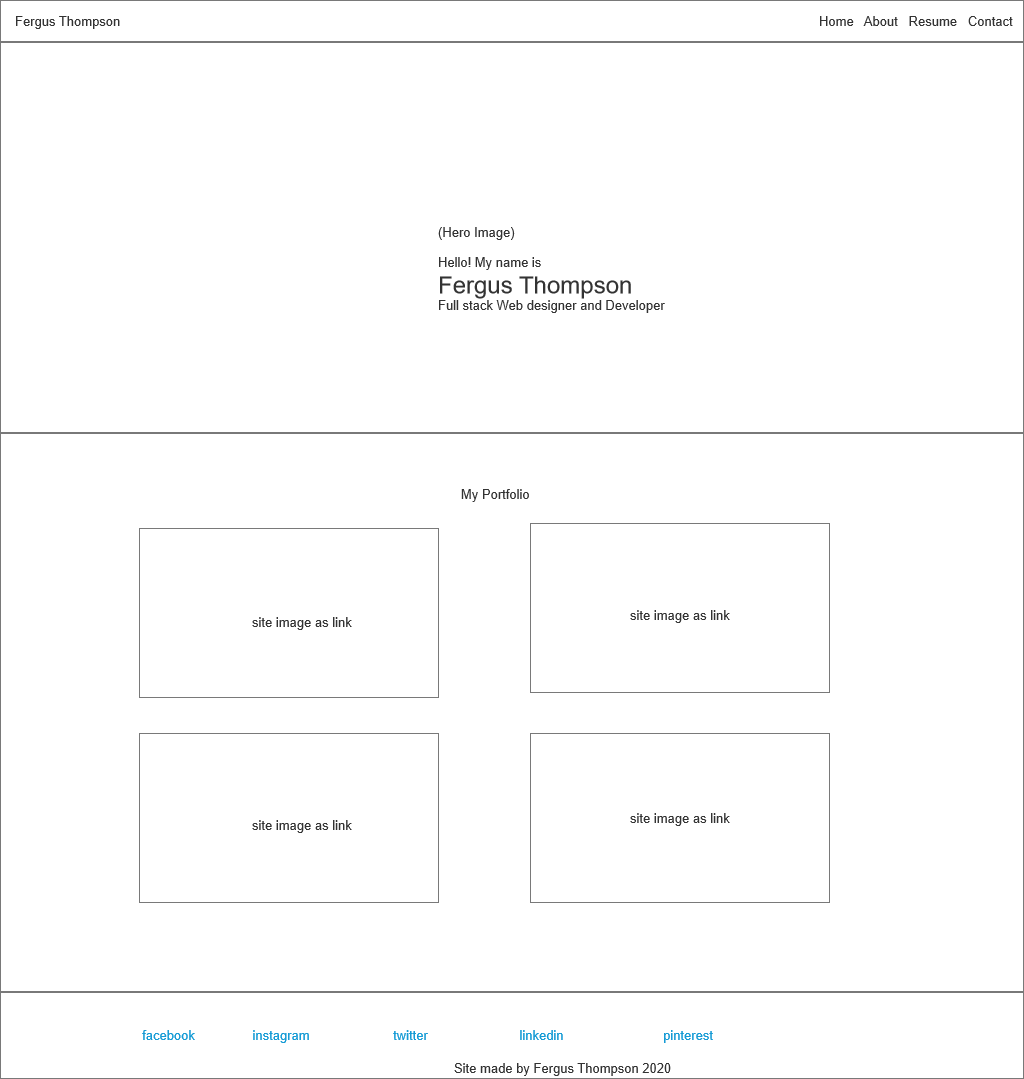 Fergus Thompson
Home About Resume Contact
(Hero Image)
Hello! My name is
Fergus Thompson
Full stack Web designer and Developer
My Portfolio
site image as link
site image as link
site image as link
site image as link
facebook instagram twitter linkedin pinterest
Site made by Fergus Thompson 2020